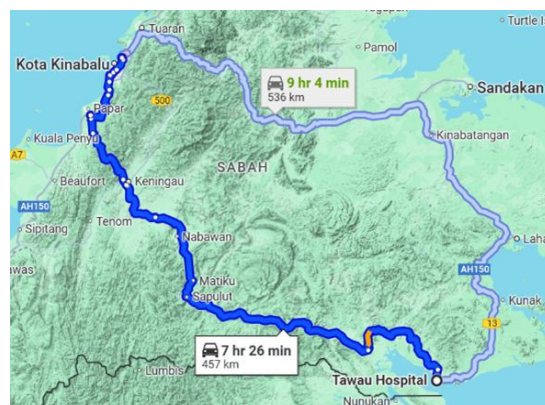 Tuaran
Turtle I
Pamol
Kota Kinabalu
9 hr 4 min
536 km
Sandakan
500
Papar
Kinabatangan
Kuala Penyu
A7
SABAH
Beaufort
Keningau
AH150
Tenom
Sipitang
Nabawan
Laha
AH150
Matiku
Sapulut
Kunak
13
7 hr 26 min
457 km
Lumbis
Tawau Hospital
Nunukan